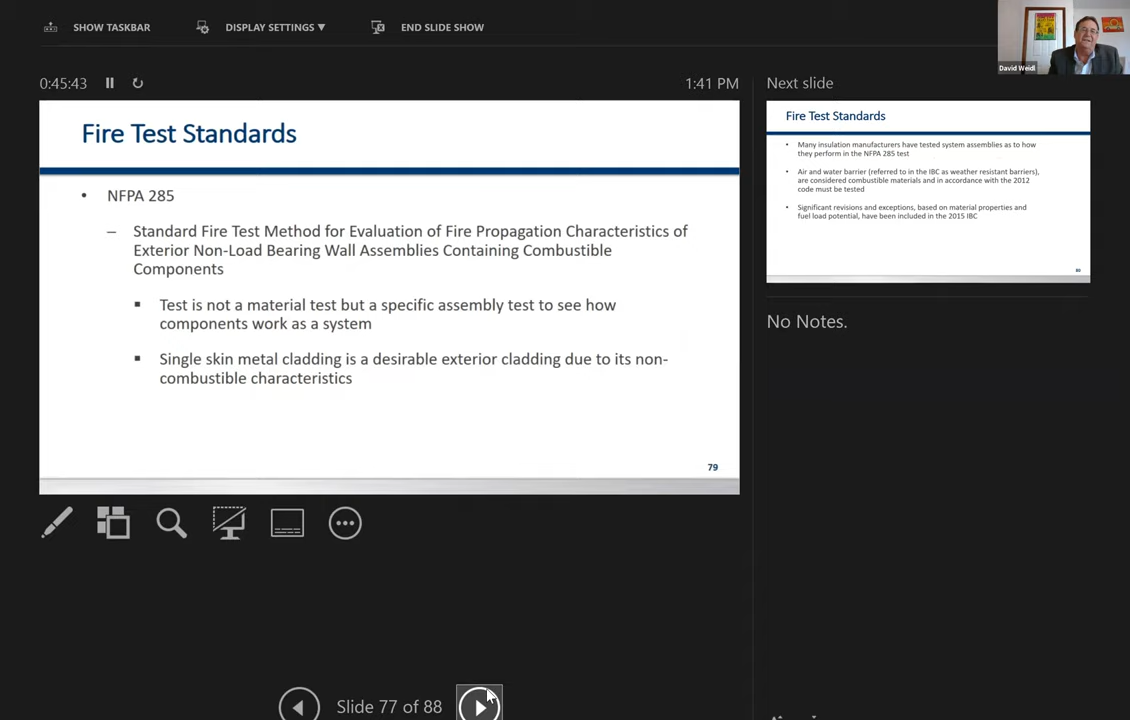 SHOW TASKBAR
DISPLAY SETTINGS ▼
END SLIDE SHOW
David Weidl
0:45:43
1:41 PM
Next slide
Fire Test Standards
• NFPA 285
– Standard Fire Test Method for Evaluation of Fire Propagation Characteristics of
Exterior Non-Load Bearing Wall Assemblies Containing Combustible
Components
▪ Test is not a material test but a specific assembly test to see how
components work as a system
▪ Single skin metal cladding is a desirable exterior cladding due to its non-
combustible characteristics
79
Fire Test Standards
• Many insulation manufacturers have tested system assemblies as to how
they perform in the NFPA 285 test
• Air and water barrier (referred to in the IBC as weather resistant barriers),
are considered combustible materials and in accordance with the 2012
code must be tested
• Significant revisions and exceptions, based on material properties and
fuel load potential, have been included in the 2015 IBC
80
No Notes.
Slide 77 of 88